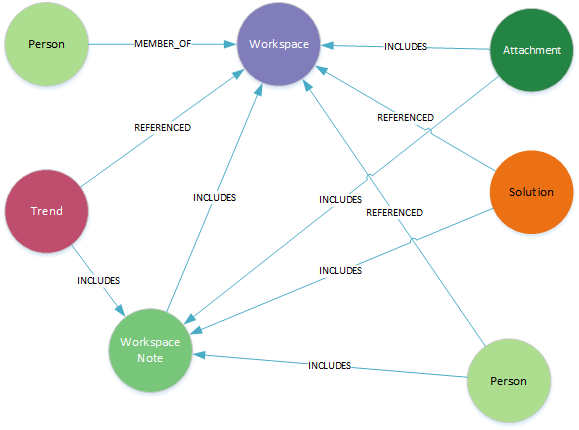 Person
MEMBER_OF
Workspace
INCLUDES
Attachment
REFERENCED
REFERENCED
Trend
INCLUDES
INCLUDES
REFERENCED
Solution
INCLUDES
INCLUDES
Workspace
Note
INCLUDES
Person